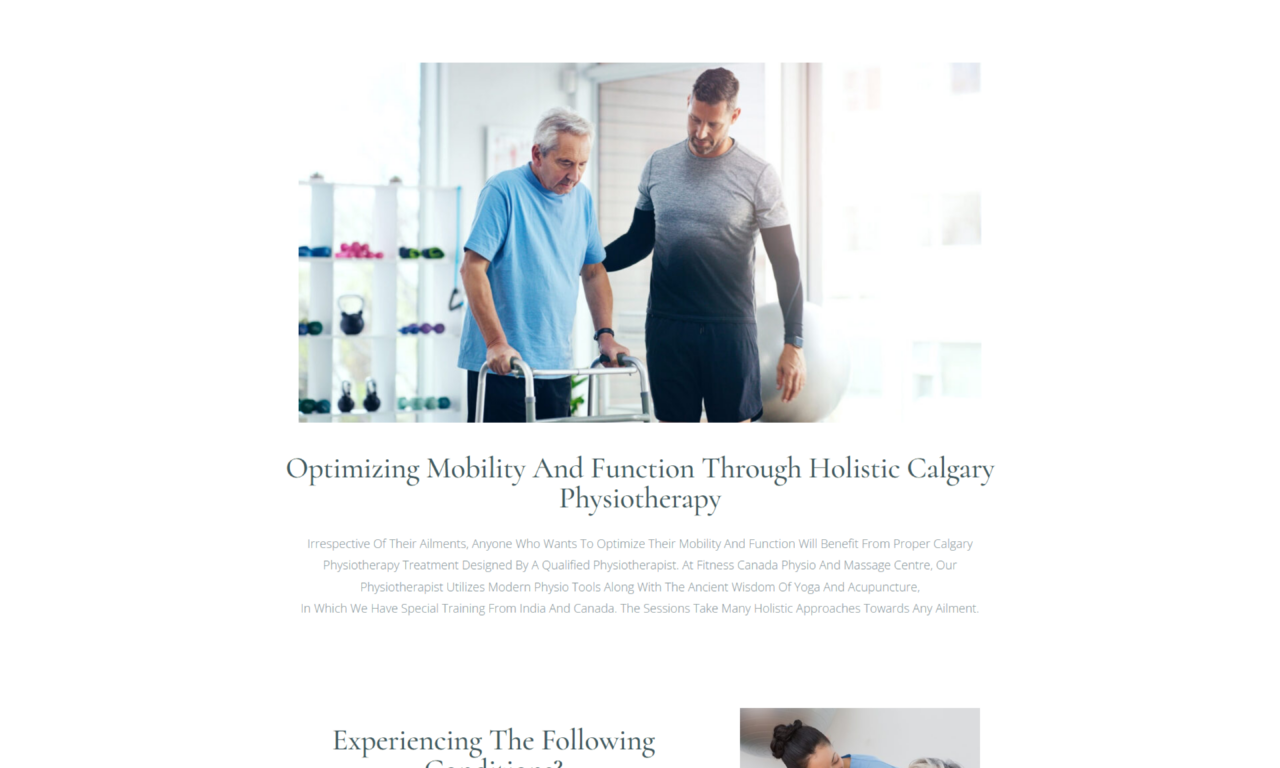 Optimizing Mobility And Function Through Holistic Calgary
Physiotherapy
Irrespective Of Their Ailments, Anyone Who Wants To Optimize Their Mobility And Function Will Benefit From Proper Calgary
Physiotherapy Treatment Designed By A Qualified Physiotherapist. At Fitness Canada Physio And Massage Centre, Our
Physiotherapist Utilizes Modern Physio Tools Along With The Ancient Wisdom Of Yoga And Acupuncture,
In Which We Have Special Training From India And Canada. The Sessions Take Many Holistic Approaches Towards Any Ailment.
Experiencing The Following
Conditions?